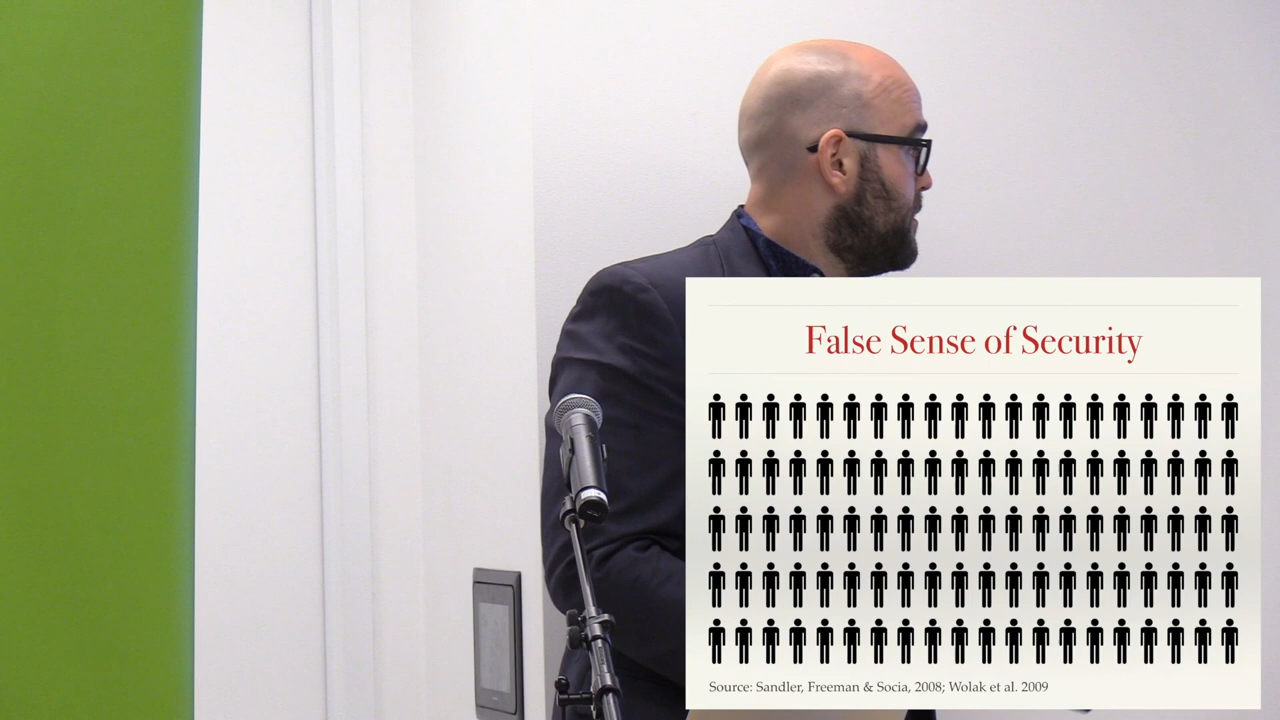 False Sense of Security
Source: Sandler, Freeman & Socia, 2008; Wolak et al. 2009